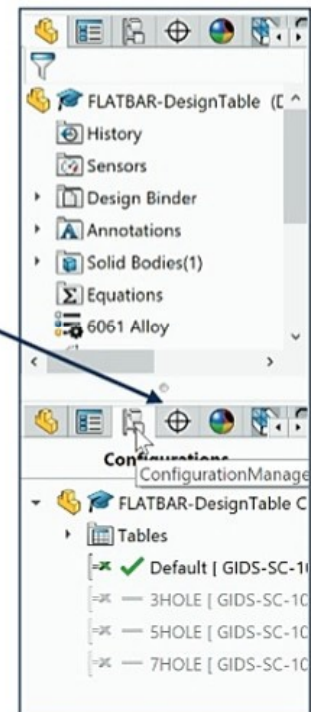 FLATBAR-DesignTable (D
History
Sensors
Design Binder
A Annotations
Solid Bodies(1)
Σ Equations
6061 Alloy
Configurations
ConfigurationManage
FLATBAR-DesignTable C
Tables
Default [ GIDS-SC-10
3HOLE [ GIDS-SC-10
5HOLE [ GIDS-SC-10
7HOLE [ GIDS-SC-10